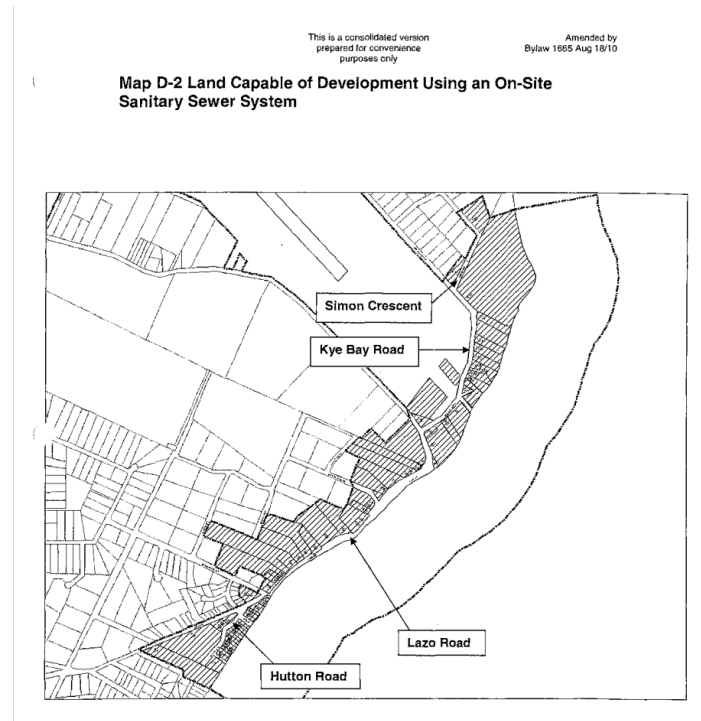 This is a consolidated version
prepared for convenience
purposes only
Amended by
Bylaw 1665 Aug 18/10
Map D-2 Land Capable of Development Using an On-Site
Sanitary Sewer System
Simon Crescent
Kye Bay Road
Lazo Road
Hutton Road